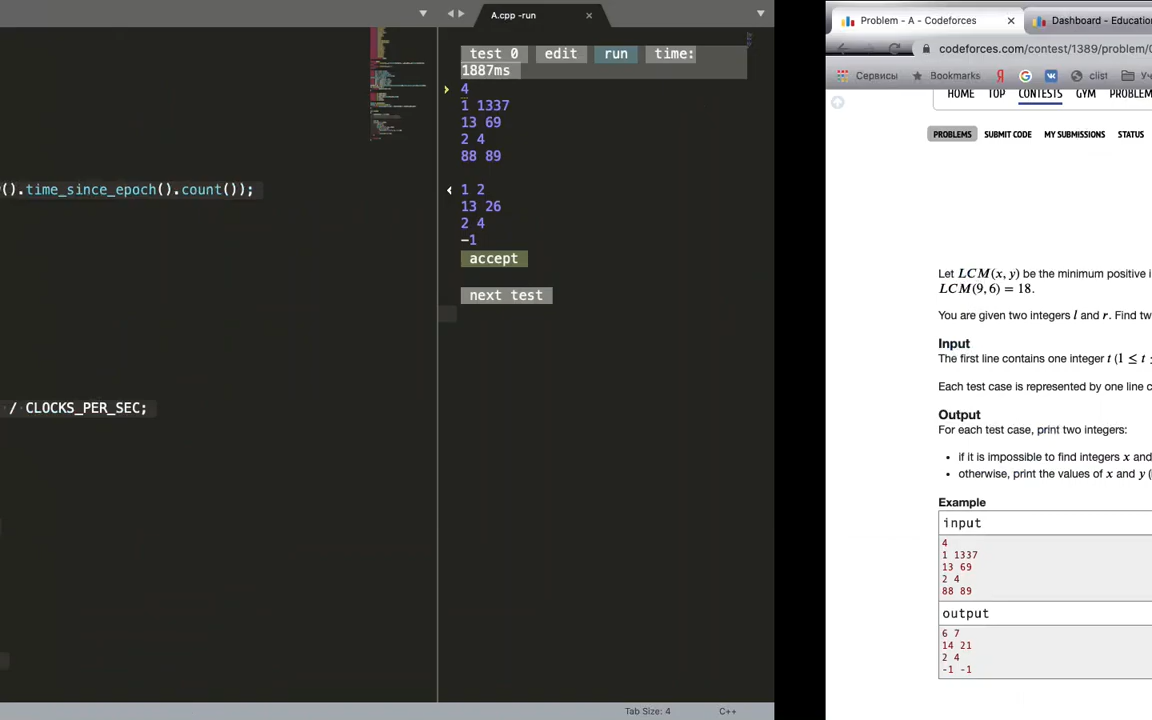 A.cpp -run
test 0 edit run time:
1887ms
4
1 1337
13 69
2 4
88 89
1 2
13 26
2 4
-1
accept
next test
().time_since_epoch().count());
/ CLOCKS_PER_SEC;
Tab Size: 4 C++
Problem - A - Codeforces
Dashboard - Educatio
codeforces.com/contest/1389/problem/
Сервисы Bookmarks clist Уч
HOME TOP CONTESTS GYM PROBLEM
PROBLEMS SUBMIT CODE MY SUBMISSIONS STATUS
Let LCM(x, y) be the minimum positive i
LCM(9, 6) = 18.
You are given two integers l and r. Find tw
Input
The first line contains one integer t (1 ≤ t ≤
Each test case is represented by one line c
Output
For each test case, print two integers:
• if it is impossible to find integers x and
• otherwise, print the values of x and y (
Example
input
4
1 1337
13 69
2 4
88 89
output
6 7
14 21
2 4
-1 -1